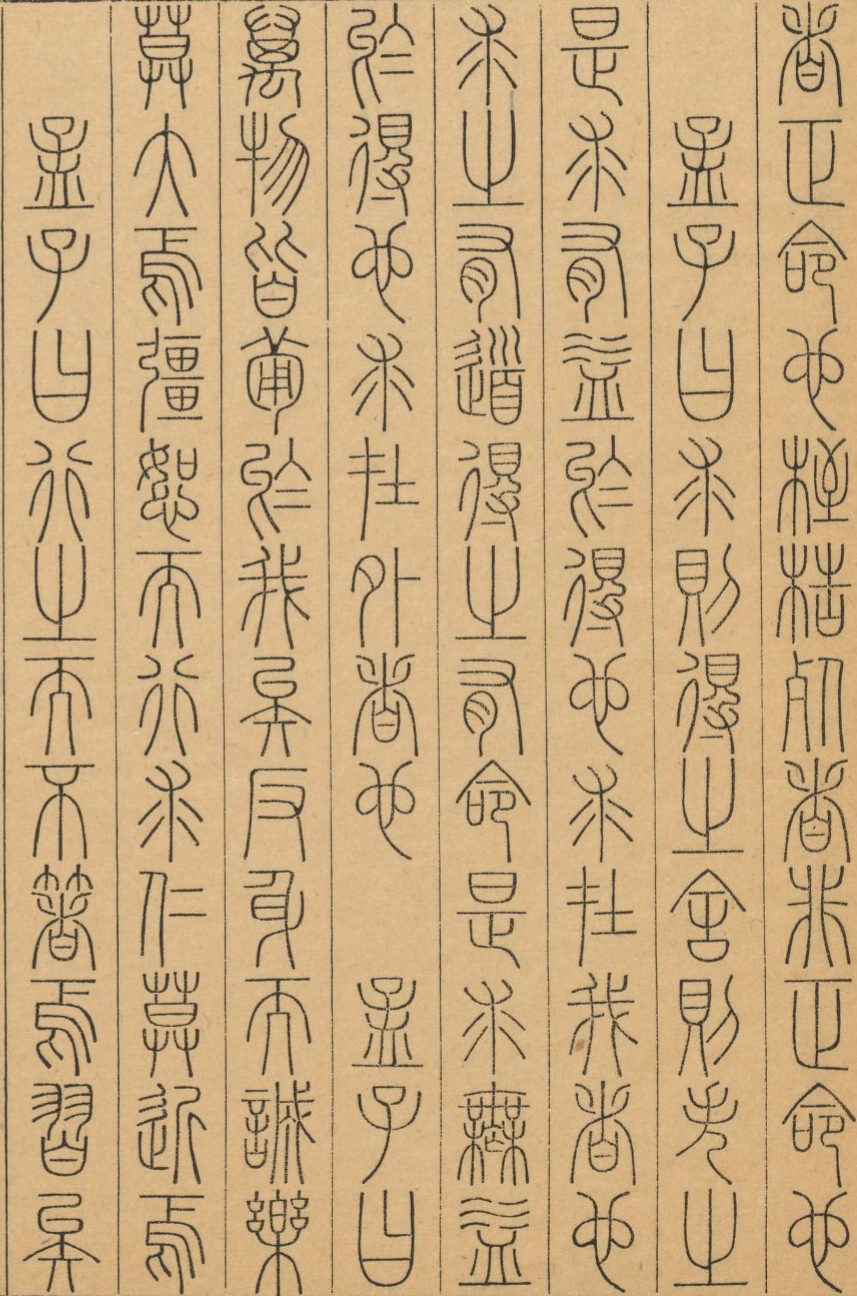 者正命也桎梏死者非正命也
孟子曰求則得之舍則失之
是求有益於得也求在我者也
求之有道得之有命是求無益
於得也求在外者也　孟子曰
萬物皆備於我矣反身而誠樂
莫大焉彊恕而行求仁莫近焉
孟子曰行之而不箸焉習矣